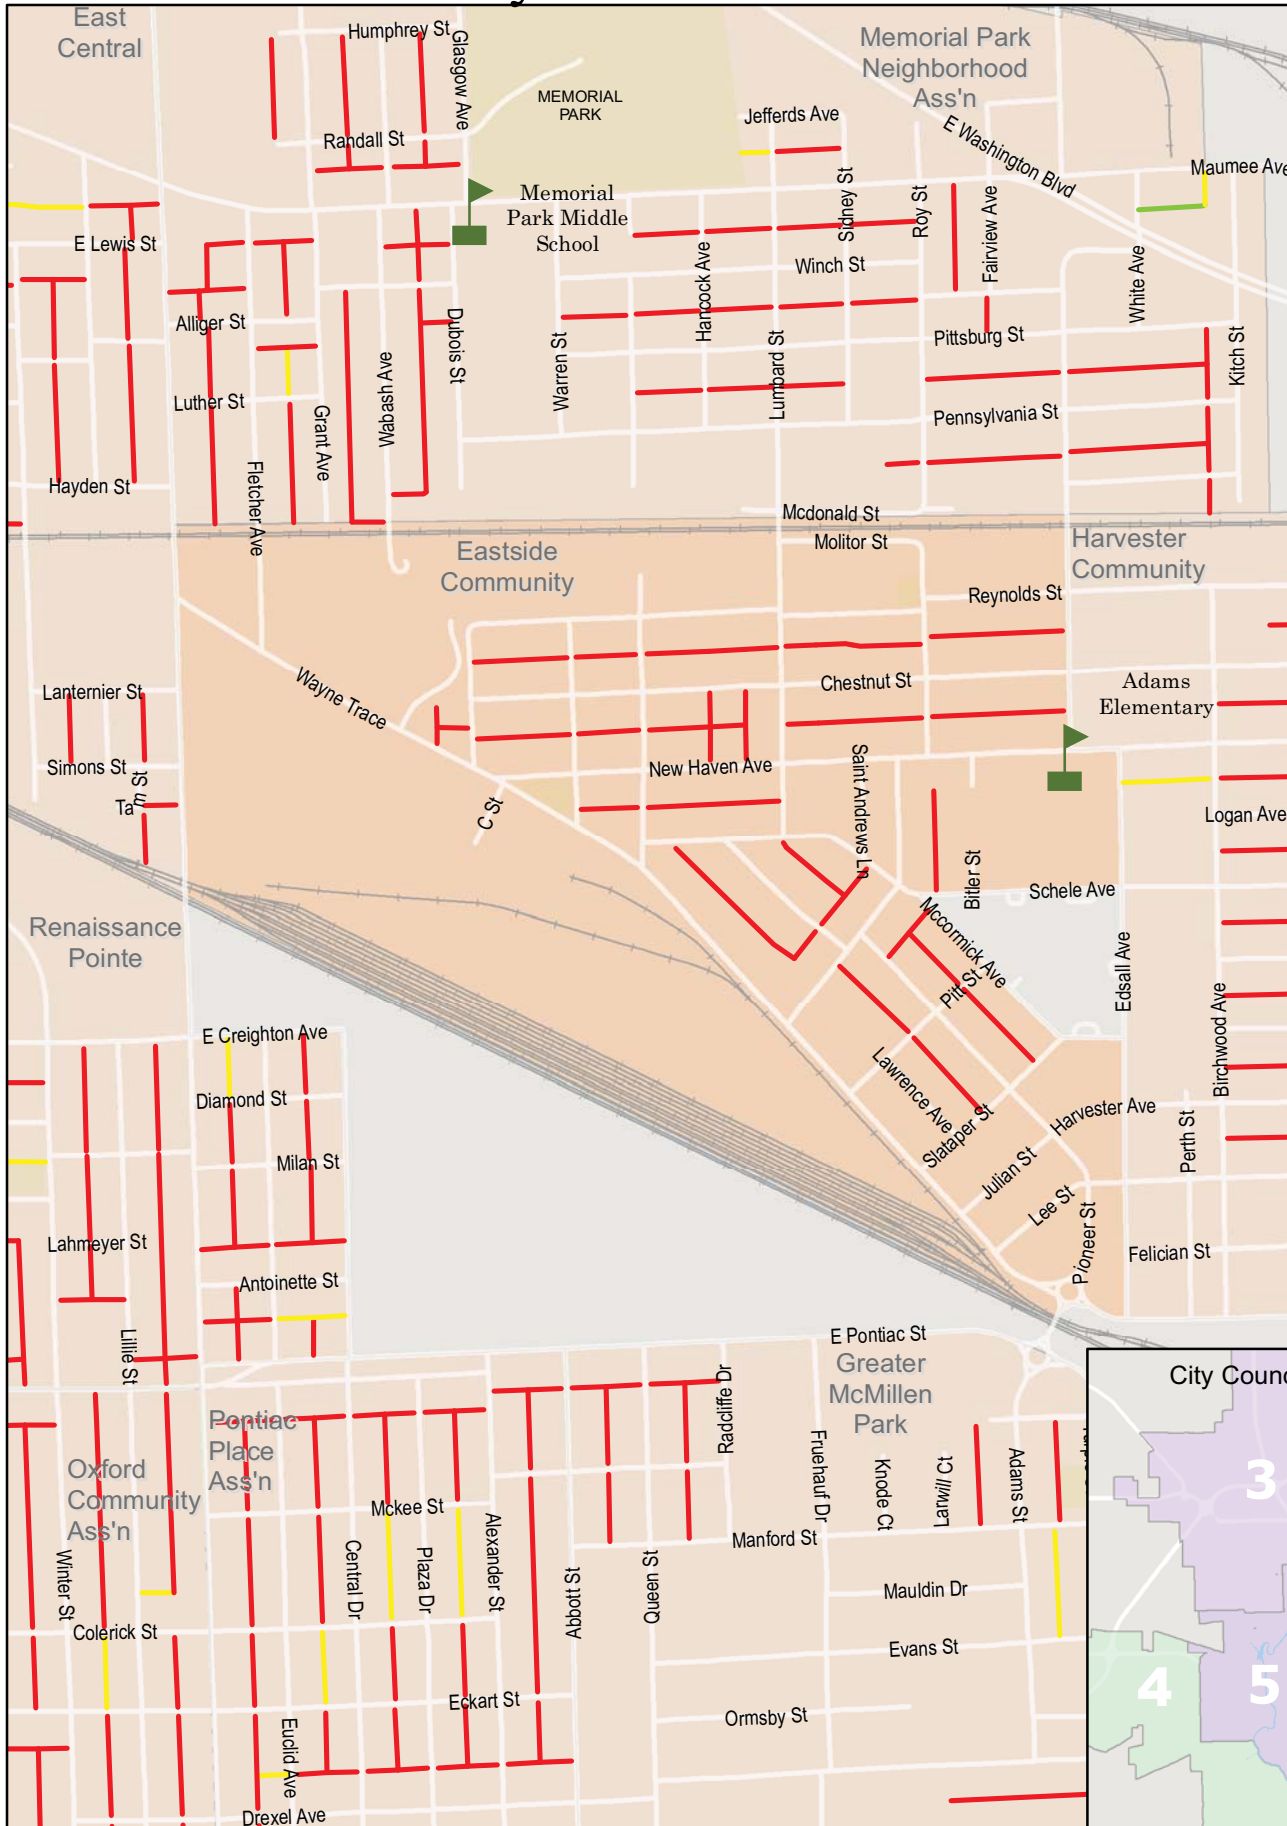 East
Central
Humphrey St
Glasgow Ave
MEMORIAL
PARK
Memorial Park
Neighborhood
Ass'n
Jefferds Ave
Randall St
E Washington Blvd
Maumee Ave
Memorial
Park Middle
School
Sidney St
Roy St
Fairview Ave
E Lewis St
Hancock Ave
Winch St
White Ave
Alliger St
Dubois St
Warren St
Lumbard St
Pittsburg St
Kitch St
Wabash Ave
Luther St
Grant Ave
Pennsylvania St
Hayden St
Fletcher Ave
Mcdonald St
Molitor St
Eastside
Community
Harvester
Community
Reynolds St
Lanternier St
Wayne Trace
Chestnut St
Adams
Elementary
Simons St
Tam St
New Haven Ave
Saint Andrews Ln
C St
Logan Ave
Bitler St
Schele Ave
Renaissance
Pointe
Mccormick Ave
Pitt St
Edsall Ave
Birchwood Ave
E Creighton Ave
Diamond St
Lawrence Ave
Harvester Ave
Slataper St
Perth St
Milan St
Julian St
Lee St
Lahmeyer St
Pioneer St
Felician St
Antoinette St
Lillie St
E Pontiac St
Greater
McMillen
Park
Radcliffe Dr
City Counc
Pontiac
Place
Ass'n
Oxford
Community
Ass'n
Fruehauf Dr
Knode Ct
Larwill Ct
Adams St
3
Mckee St
Manford St
Winter St
Central Dr
Plaza Dr
Alexander St
Abbott St
Queen St
Mauldin Dr
Colerick St
Evans St
Eckart St
Ormsby St
4
5
Euclid Ave
Drexel Ave